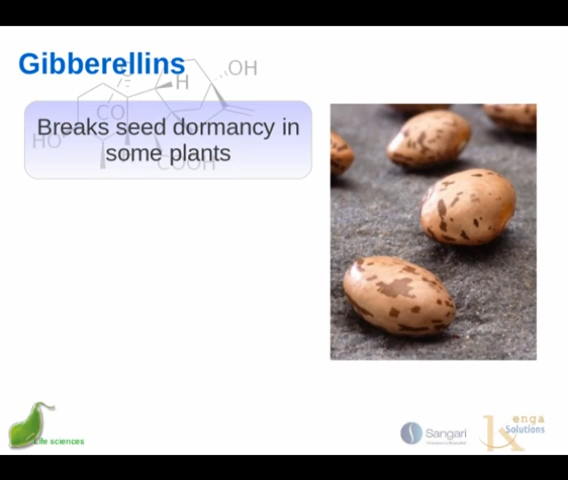 Gibberellins
OH
H
CO
HO
COOH
Breaks seed dormancy in
some plants
Life sciences
Sangari
enga
Solutions